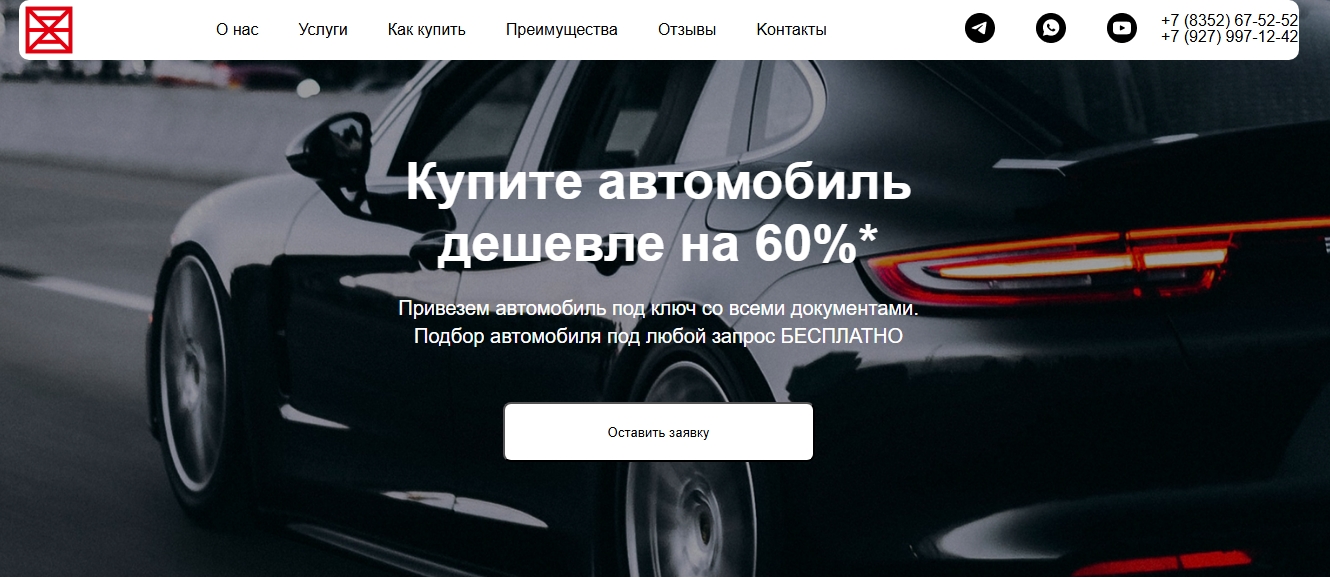 О нас
Услуги
Как купить
Преимущества
Отзывы
Контакты
+7 (8352) 67-52-52
+7 (927) 997-12-42
Купите автомобиль
дешевле на 60%*
Привезем автомобиль под ключ со всеми документами.
Подбор автомобиля под любой запрос БЕСПЛАТНО
Оставить заявку